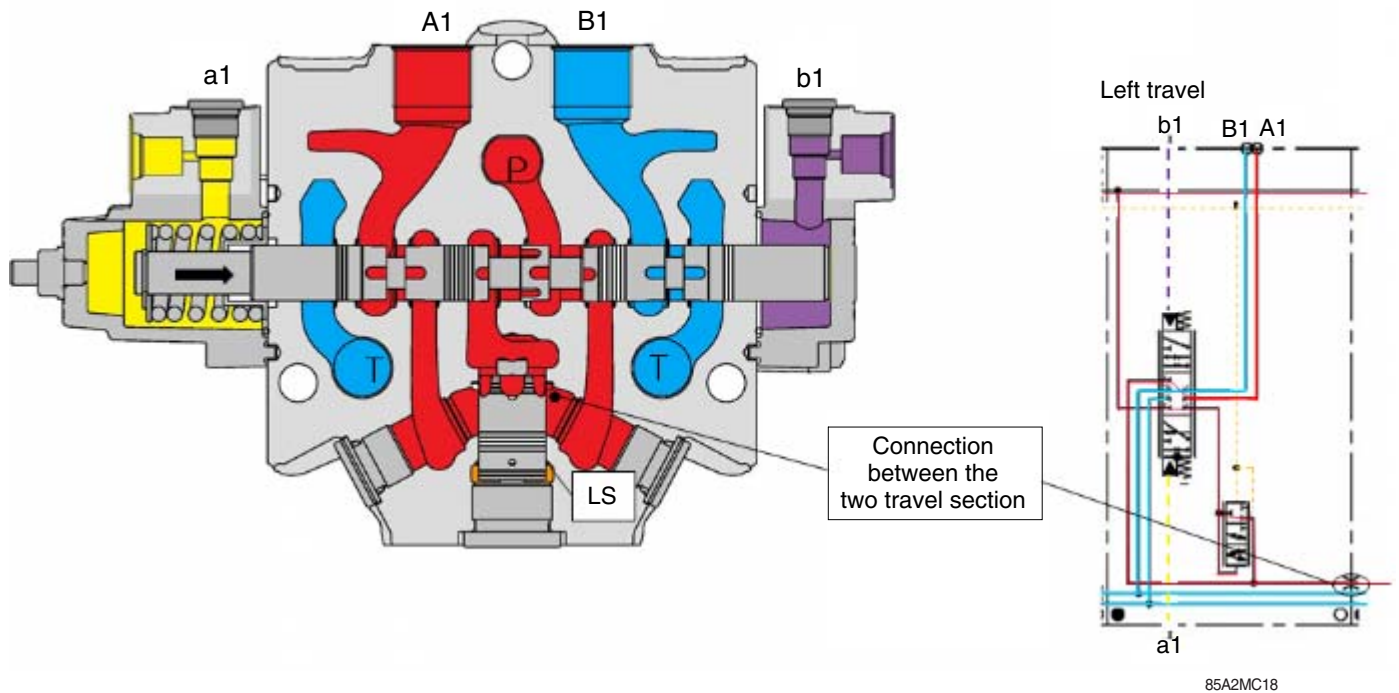 A1
B1
a1
b1
P
T
T
LS
Connection
between the
two travel section
Left travel
b1
B1
A1
a1
85A2MC18